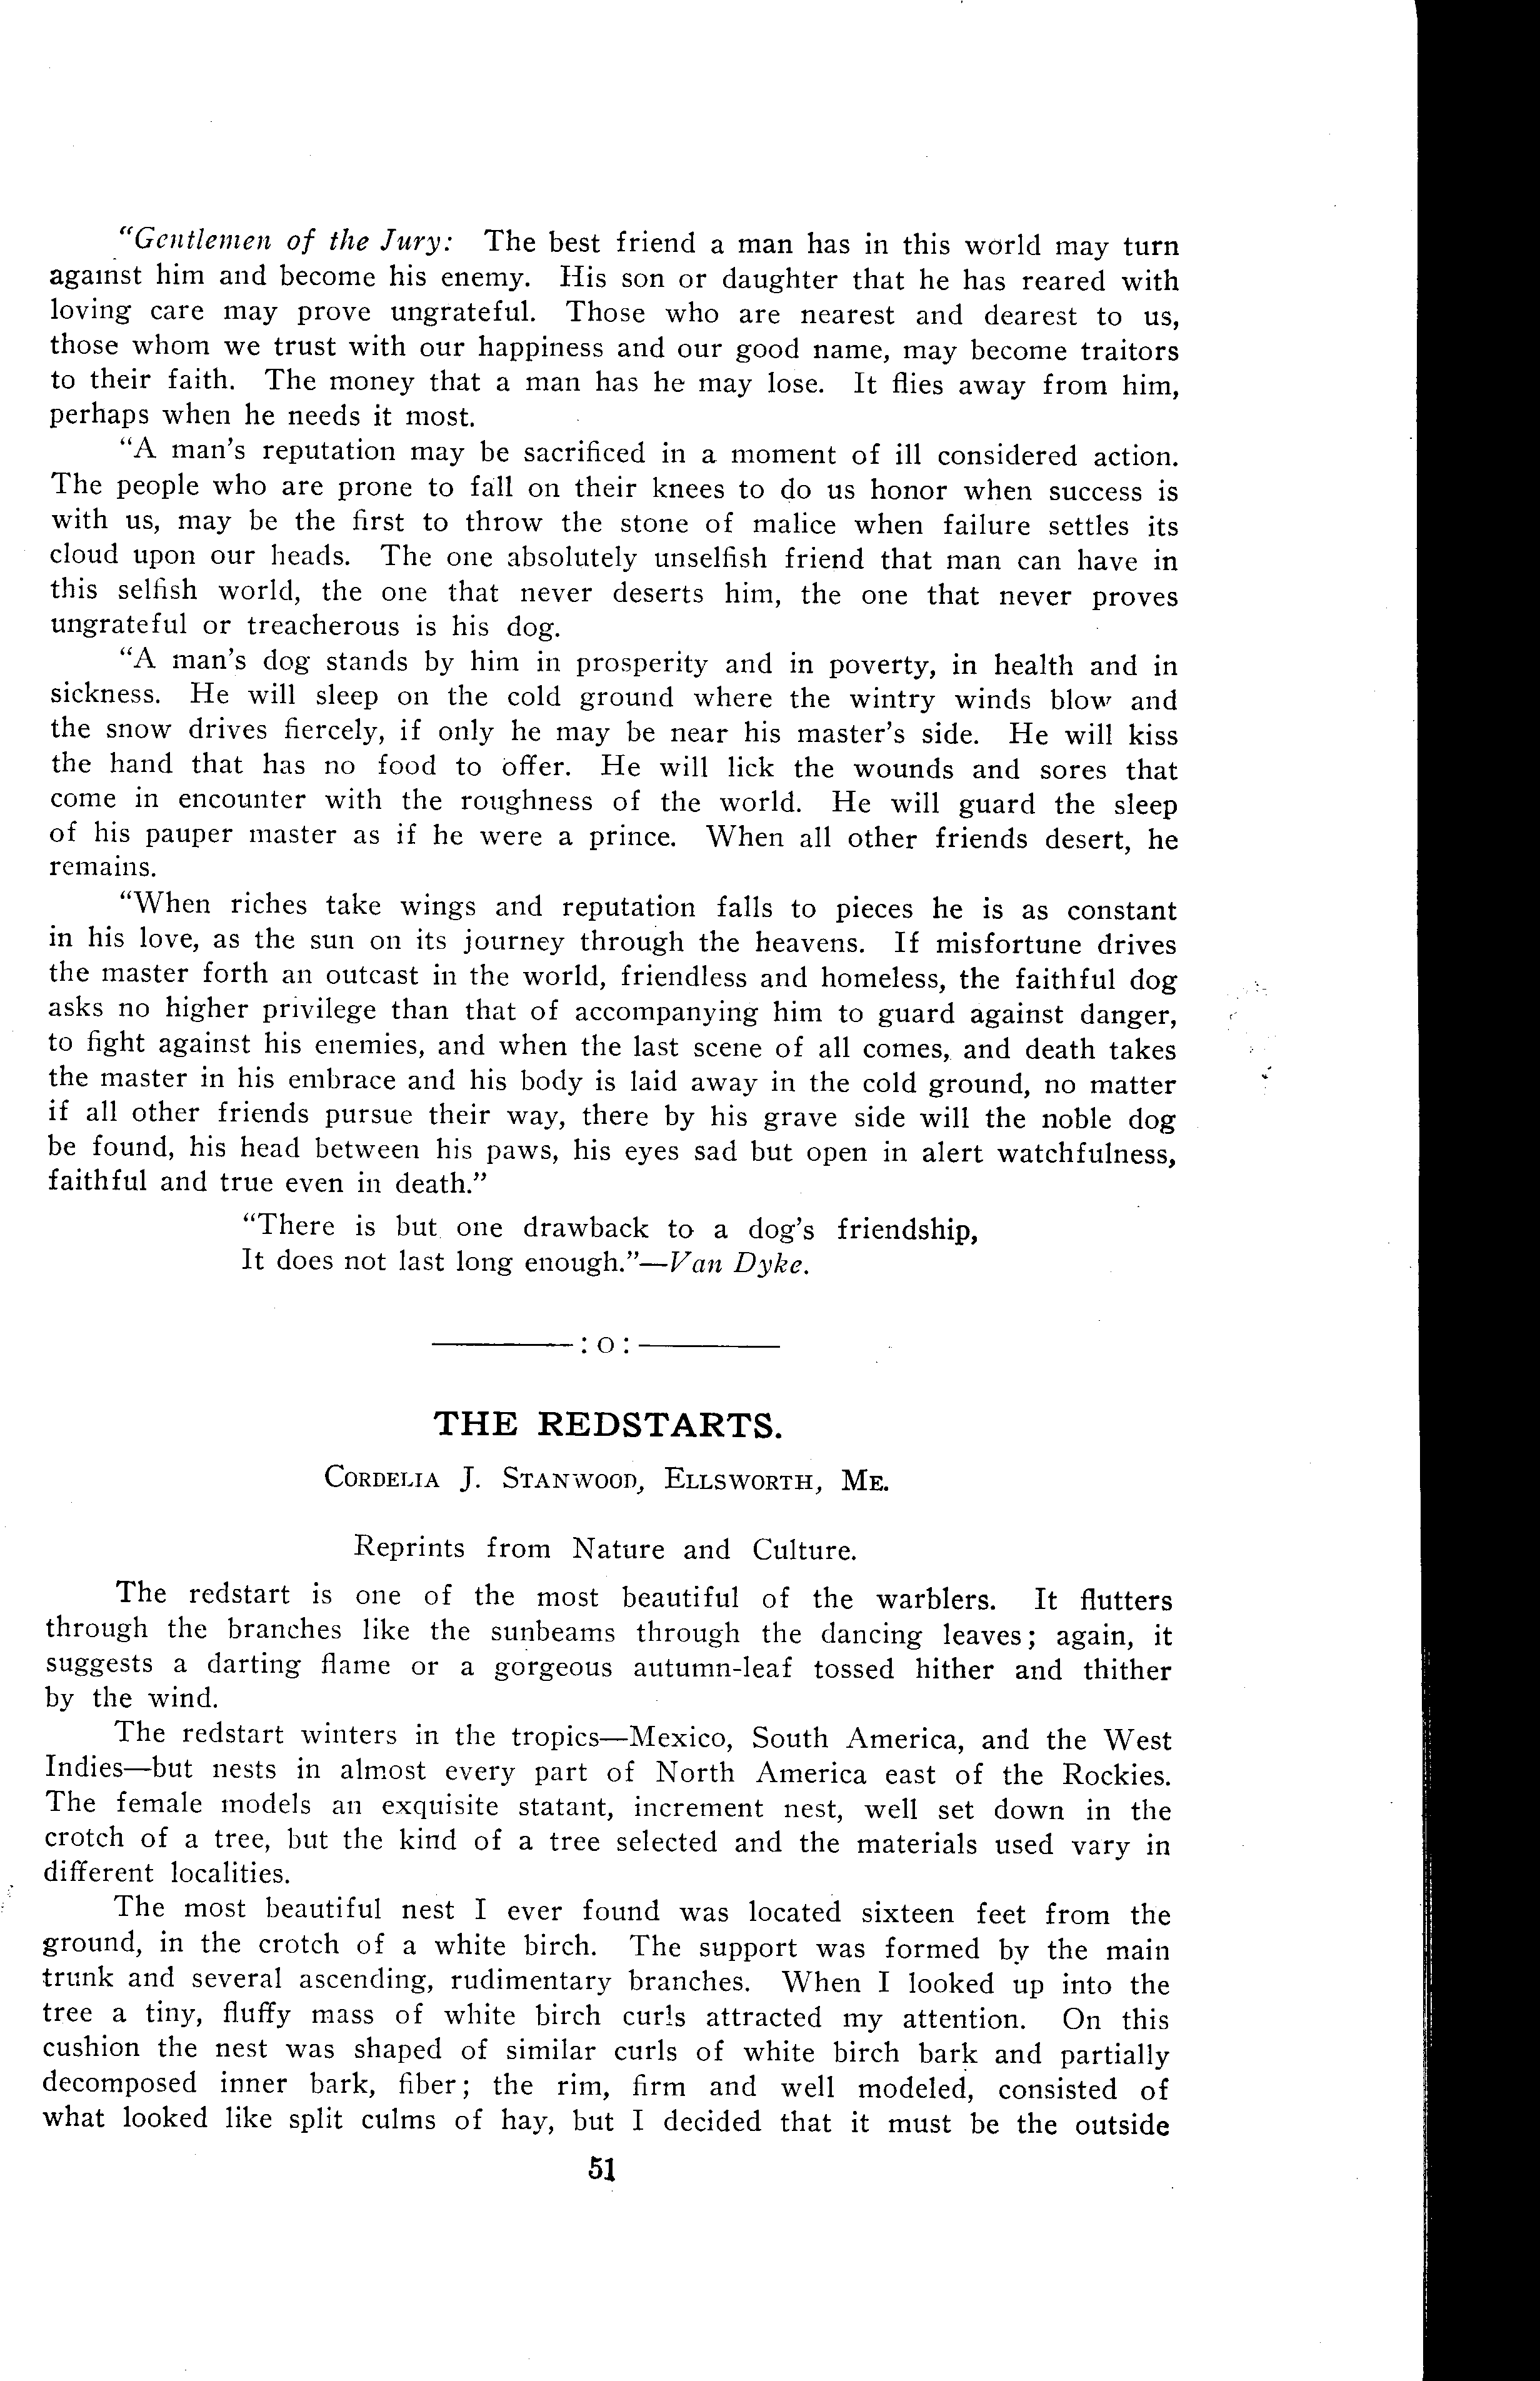 "Gentlemen of the Jury: The best friend a man has in this world may turn
against him and become his enemy. His son or daughter that he has reared with
loving care may prove ungrateful. Those who are nearest and dearest to us,
those whom we trust with our happiness and our good name, may become traitors
to their faith. The money that a man has he may lose. It flies away from him,
perhaps when he needs it most.
"A man's reputation may be sacrificed in a moment of ill considered action.
The people who are prone to fall on their knees to do us honor when success is
with us, may be the first to throw the stone of malice when failure settles its
cloud upon our heads. The one absolutely unselfish friend that man can have in
this selfish world, the one that never deserts him, the one that never proves
ungrateful or treacherous is his dog.
"A man's dog stands by him in prosperity and in poverty, in health and in
sickness. He will sleep on the cold ground where the wintry winds blow and
the snow drives fiercely, if only he may be near his master's side. He will kiss
the hand that has no food to offer. He will lick the wounds and sores that
come in encounter with the roughness of the world. He will guard the sleep
of his pauper master as if he were a prince. When all other friends desert, he
remains.
"When riches take wings and reputation falls to pieces he is as constant
in his love, as the sun on its journey through the heavens. If misfortune drives
the master forth an outcast in the world, friendless and homeless, the faithful dog
asks no higher privilege than that of accompanying him to guard against danger,
to fight against his enemies, and when the last scene of all comes, and death takes
the master in his embrace and his body is laid away in the cold ground, no matter
if all other friends pursue their way, there by his grave side will the noble dog
be found, his head between his paws, his eyes sad but open in alert watchfulness,
faithful and true even in death."
"There is but one drawback to a dog's friendship,
It does not last long enough."—Van Dyke.
:o:
THE REDSTARTS.
CORDELIA J. STANWOOD, ELLSWORTH, ME.
Reprints from Nature and Culture.
The redstart is one of the most beautiful of the warblers. It flutters
through the branches like the sunbeams through the dancing leaves; again, it
suggests a darting flame or a gorgeous autumn-leaf tossed hither and thither
by the wind.
The redstart winters in the tropics—Mexico, South America, and the West
Indies—but nests in almost every part of North America east of the Rockies.
The female models an exquisite statant, increment nest, well set down in the
crotch of a tree, but the kind of a tree selected and the materials used vary in
different localities.
The most beautiful nest I ever found was located sixteen feet from the
ground, in the crotch of a white birch. The support was formed by the main
trunk and several ascending, rudimentary branches. When I looked up into the
tree a tiny, fluffy mass of white birch curls attracted my attention. On this
cushion the nest was shaped of similar curls of white birch bark and partially
decomposed inner bark, fiber; the rim, firm and well modeled, consisted of
what looked like split culms of hay, but I decided that it must be the outside
51